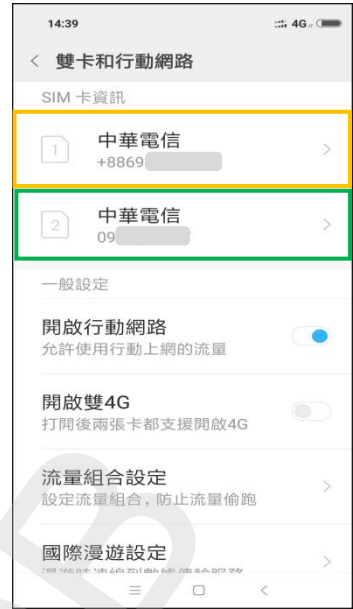 14:39 4G
雙卡和行動網路
SIM 卡資訊
1 中華電信
+8869
2 中華電信
09
一般設定
開啟行動網路
允許使用行動上網的流量
開啟雙4G
打開後兩張卡都支援開啟4G
流量組合設定
設定流量組合, 防止流量偷跑
國際漫遊設定